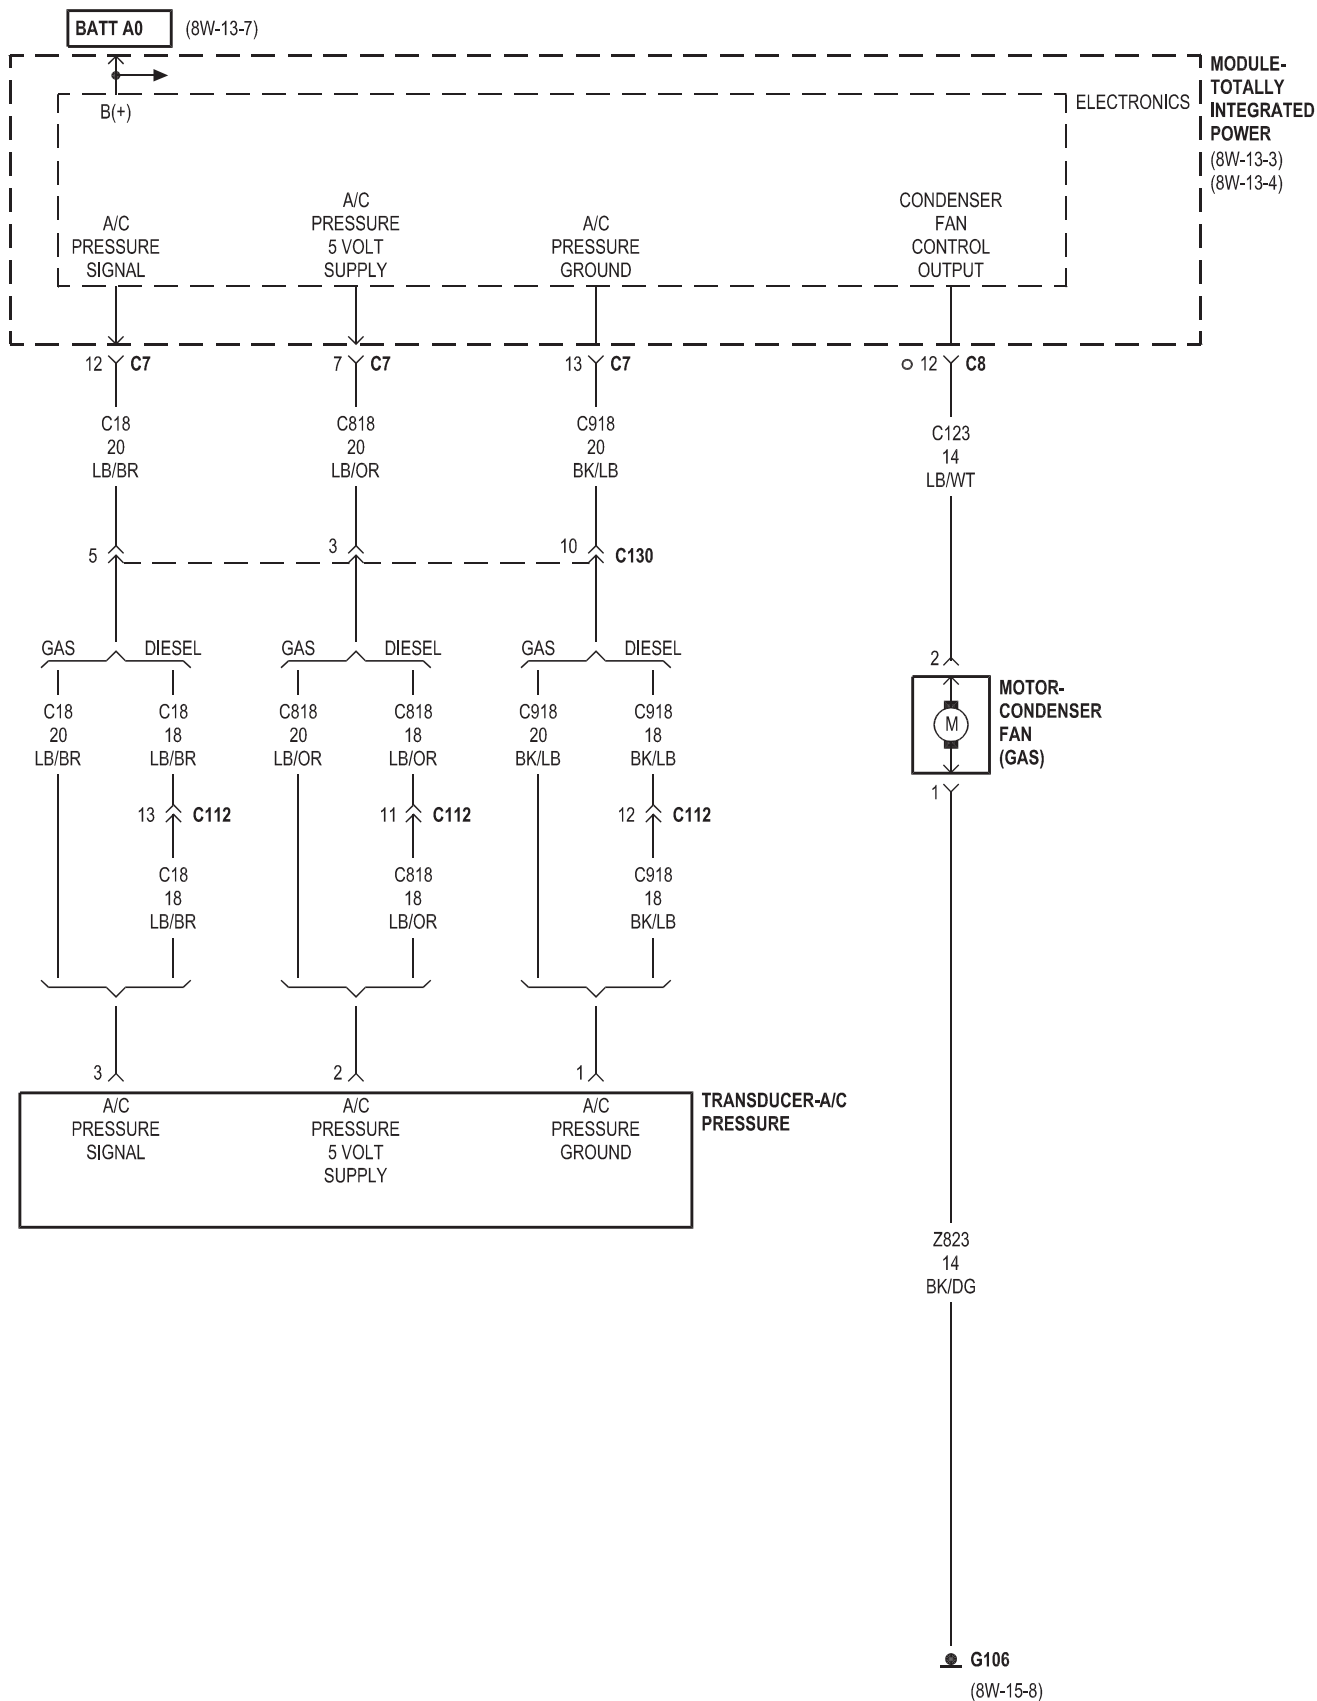 BATT A0 (8W-13-7)
MODULE-
TOTALLY
INTEGRATED
POWER
(8W-13-3)
(8W-13-4)
ELECTRONICS
B(+)
A/C
PRESSURE
SIGNAL
A/C
PRESSURE
5 VOLT
SUPPLY
A/C
PRESSURE
GROUND
CONDENSER
FAN
CONTROL
OUTPUT
12 C7
7 C7
13 C7
12 C8
C18
20
LB/BR
C818
20
LB/OR
C918
20
BK/LB
C123
14
LB/WT
5
3
10 C130
GAS DIESEL
GAS DIESEL
GAS DIESEL
C18
20
LB/BR
C18
18
LB/BR
C818
20
LB/OR
C818
18
LB/OR
C918
20
BK/LB
C918
18
BK/LB
2
M
MOTOR-
CONDENSER
FAN
(GAS)
1
13 C112
11 C112
12 C112
C18
18
LB/BR
C818
18
LB/OR
C918
18
BK/LB
3
2
1
A/C
PRESSURE
SIGNAL
A/C
PRESSURE
5 VOLT
SUPPLY
A/C
PRESSURE
GROUND
TRANSDUCER-A/C
PRESSURE
Z823
14
BK/DG
G106
(8W-15-8)